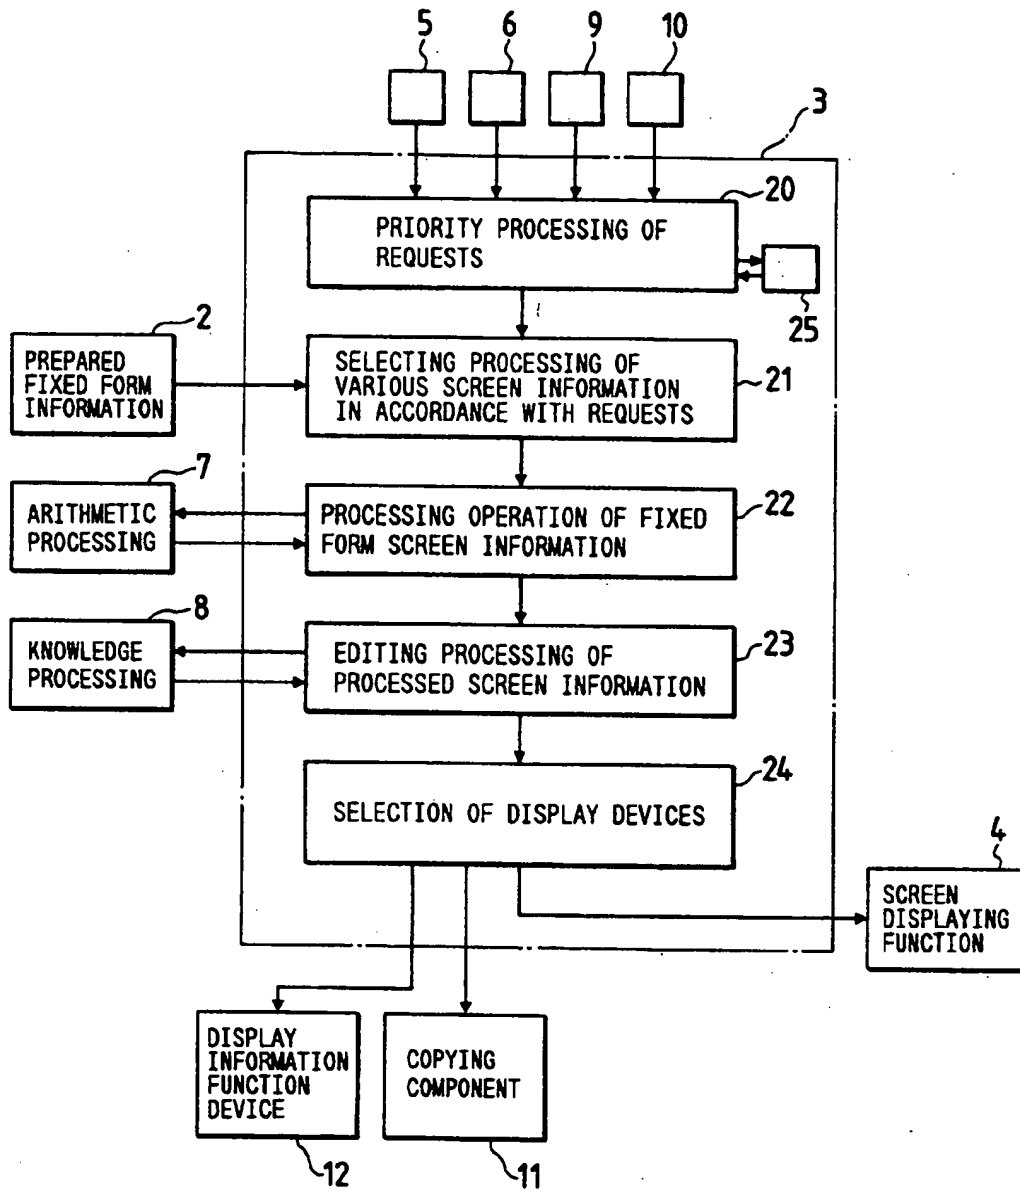 5
6
9
10
3
20
PRIORITY PROCESSING OF
REQUESTS
25
2
PREPARED
FIXED FORM
INFORMATION
SELECTING PROCESSING OF
VARIOUS SCREEN INFORMATION
IN ACCORDANCE WITH REQUESTS
21
7
ARITHMETIC
PROCESSING
PROCESSING OPERATION OF FIXED
FORM SCREEN INFORMATION
22
8
KNOWLEDGE
PROCESSING
EDITING PROCESSING OF
PROCESSED SCREEN INFORMATION
23
24
SELECTION OF DISPLAY DEVICES
4
SCREEN
DISPLAYING
FUNCTION
DISPLAY
INFORMATION
FUNCTION
DEVICE
12
COPYING
COMPONENT
11